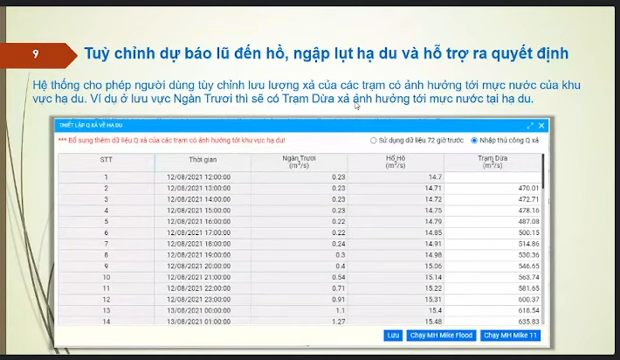 9
Tuỳ chỉnh dự báo lũ đến hồ, ngập lụt hạ du và hỗ trợ ra quyết định
Hệ thống cho phép người dùng tùy chỉnh lưu lượng xả của các trạm có ảnh hưởng tới mực nước của khu
vực hạ du. Ví dụ ở lưu vực Ngàn Trươi thì sẽ có Trạm Dừa xả ảnh hưởng tới mực nước tại hạ du.
THIẾT LẬP Q XẢ VỀ HẠ DU
*** Bổ sung thêm dữ liệu Q xả của các trạm có ảnh hưởng tới khu vực hạ du! Sử dụng dữ liệu 72 giờ trước Nhập thủ công Q xả
STT Thời gian Ngàn Trươi (m³/s) Hố Hô (m³/s) Trạm Dừa (m³/s)
1 12/08/2021 12:00:00 0.23 14.7
2 12/08/2021 13:00:00 0.23 14.71 470.01
3 12/08/2021 14:00:00 0.23 14.72 472.71
4 12/08/2021 15:00:00 0.23 14.75 478.16
5 12/08/2021 16:00:00 0.22 14.79 487.08
6 12/08/2021 17:00:00 0.22 14.85 500.15
7 12/08/2021 18:00:00 0.24 14.91 514.86
8 12/08/2021 19:00:00 0.3 14.98 530.36
9 12/08/2021 20:00:00 0.4 15.06 546.65
10 12/08/2021 21:00:00 0.54 15.14 563.74
11 12/08/2021 22:00:00 0.71 15.22 581.65
12 12/08/2021 23:00:00 0.91 15.31 600.37
13 13/08/2021 00:00:00 1.1 15.4 618.54
14 13/08/2021 01:00:00 1.27 15.48 635.83
Lưu Chạy MH Mike Flood Chạy MH Mike 11